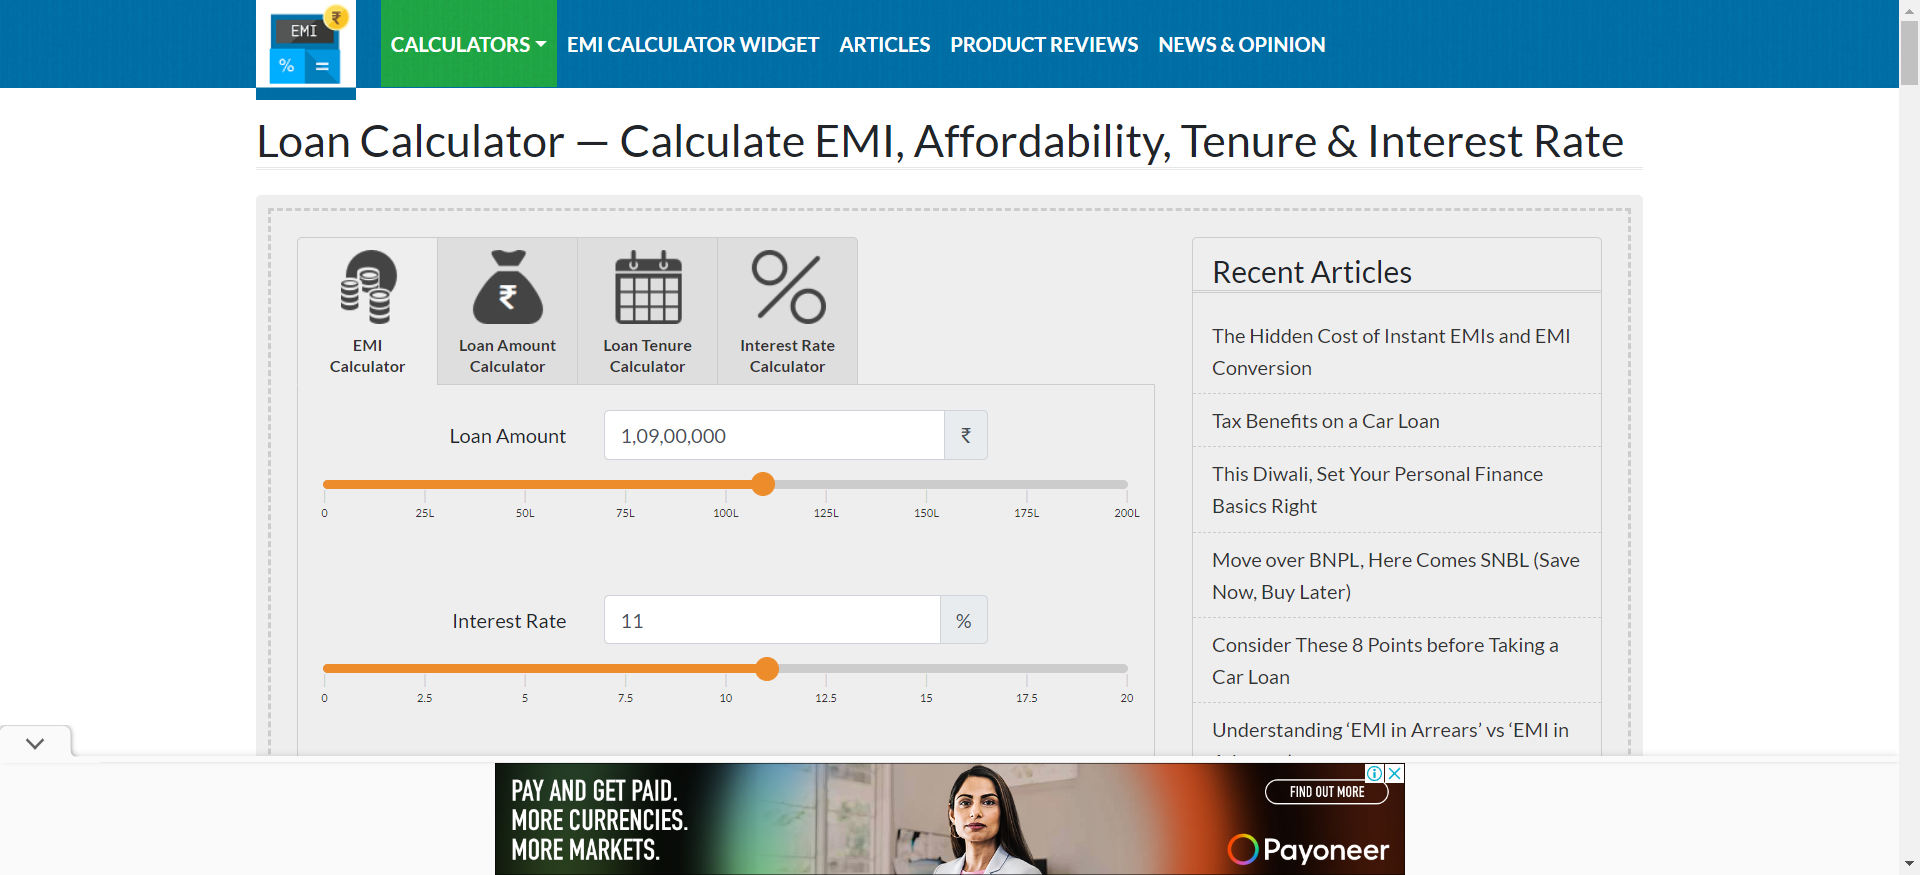 ₹
EMI
% =
CALCULATORS
EMI CALCULATOR WIDGET
ARTICLES
PRODUCT REVIEWS
NEWS & OPINION
Loan Calculator — Calculate EMI, Affordability, Tenure & Interest Rate
EMI
Calculator
₹
Loan Amount
Calculator
Loan Tenure
Calculator
Interest Rate
Calculator
Loan Amount
1,09,00,000
₹
0 25L 50L 75L 100L 125L 150L 175L 200L
Interest Rate
11
%
0 2.5 5 7.5 10 12.5 15 17.5 20
Recent Articles
The Hidden Cost of Instant EMIs and EMI
Conversion
Tax Benefits on a Car Loan
This Diwali, Set Your Personal Finance
Basics Right
Move over BNPL, Here Comes SNBL (Save
Now, Buy Later)
Consider These 8 Points before Taking a
Car Loan
Understanding ‘EMI in Arrears’ vs ‘EMI in
PAY AND GET PAID.
MORE CURRENCIES.
MORE MARKETS.
FIND OUT MORE
Payoneer